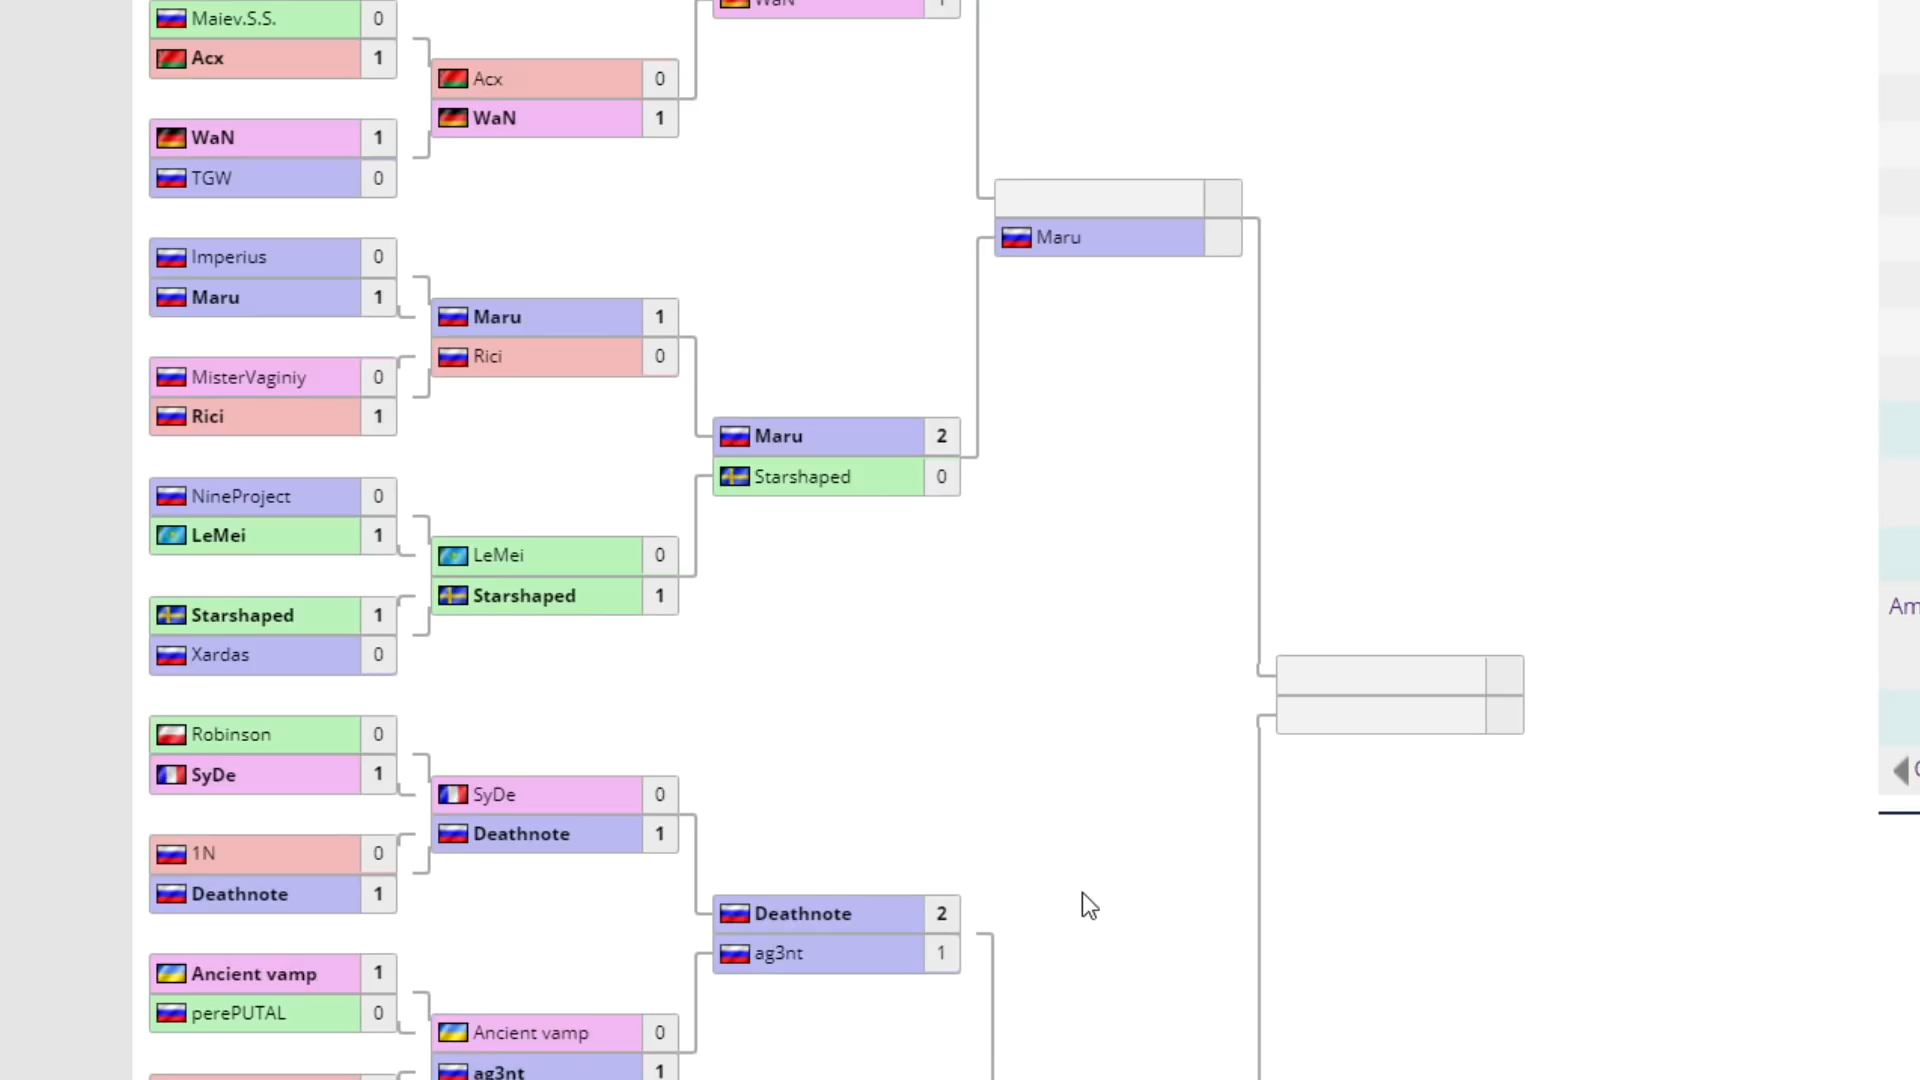 Maiev.S.S. 0
Acx 1
WaN 1
TGW 0
Imperius 0
Maru 1
MisterVaginiy 0
Rici 1
NineProject 0
LeMei 1
Starshaped 1
Xardas 0
Robinson 0
SyDe 1
1N 0
Deathnote 1
Ancient vamp 1
perePUTAL 0
Acx 0
WaN 1
Maru 1
Rici 0
LeMei 0
Starshaped 1
SyDe 0
Deathnote 1
Ancient vamp 0
ag3nt 1
WaN 1
Maru 2
Starshaped 0
Deathnote 2
ag3nt 1
Maru
Am